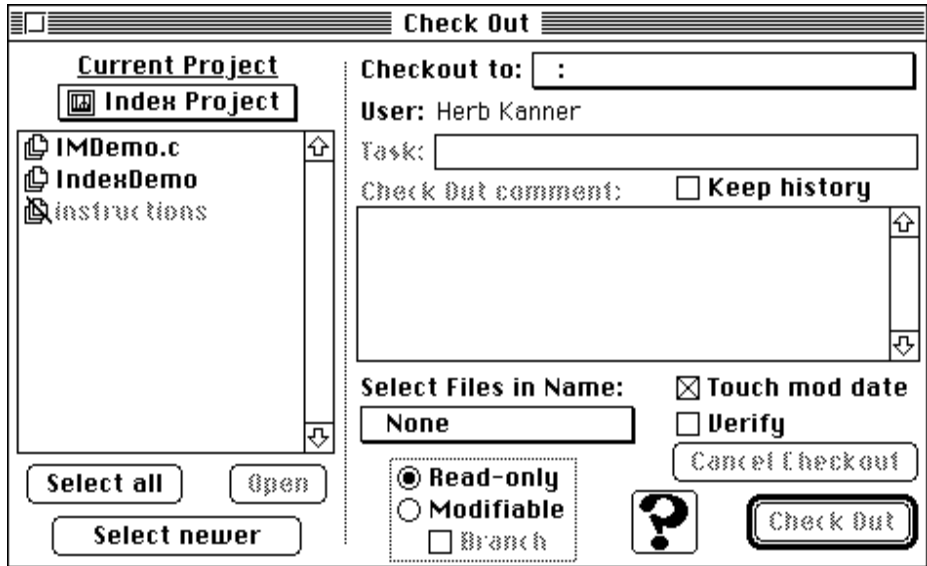 Check Out
Current Project
Index Project
IMDemo.c
IndexDemo
instructions
Select all
Open
Select newer
Checkout to: :
User: Herb Kanner
Task:
Check Out comment:
Keep history
Select Files in Name:
None
Touch mod date
Verify
Cancel Checkout
Read-only
Modifiable
Branch
?
Check Out